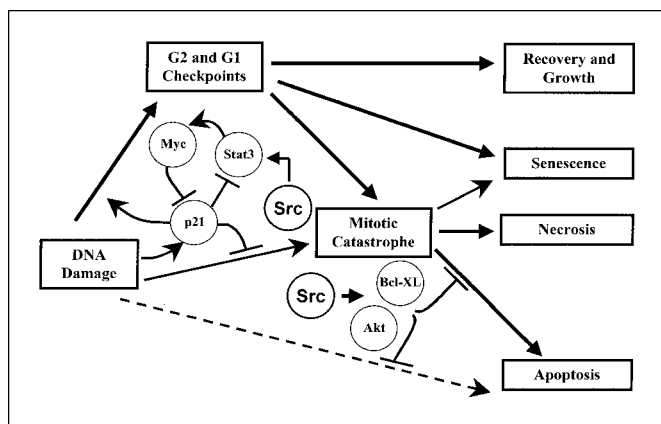 G2 and G1
Checkpoints
Recovery and
Growth
Myc
Stat3
Senescence
Src
p21
Mitotic
Catastrophe
Necrosis
DNA
Damage
Bcl-XL
Src
Akt
Apoptosis